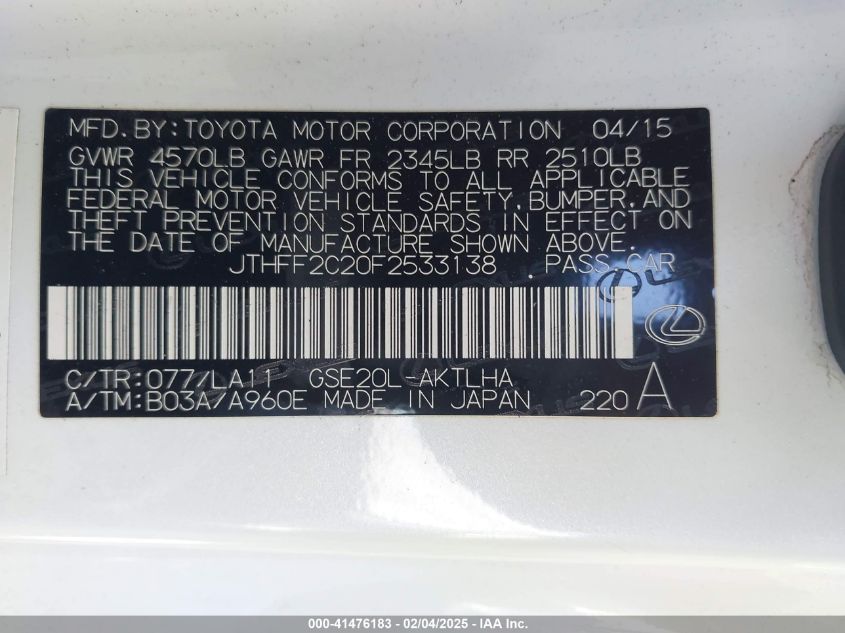 MFD.BY:TOYOTA MOTOR CORPORATION 04/15
GVWR 4570LB GAWR FR 2345LB RR 2510LB
THIS VEHICLE CONFORMS TO ALL APPLICABLE
FEDERAL MOTOR VEHICLE SAFETY,BUMPER,AND
THEFT PREVENTION STANDARDS IN EFFECT ON
THE DATE OF MANUFACTURE SHOWN ABOVE.
JTHFF2C20F2533138 .PASS.CAR
C/TR:077/LA11 GSE20L-AKTLHA
A/TM:B03A/A960E MADE IN JAPAN 220 A
000-41476183 - 02/04/2025 - IAA Inc.